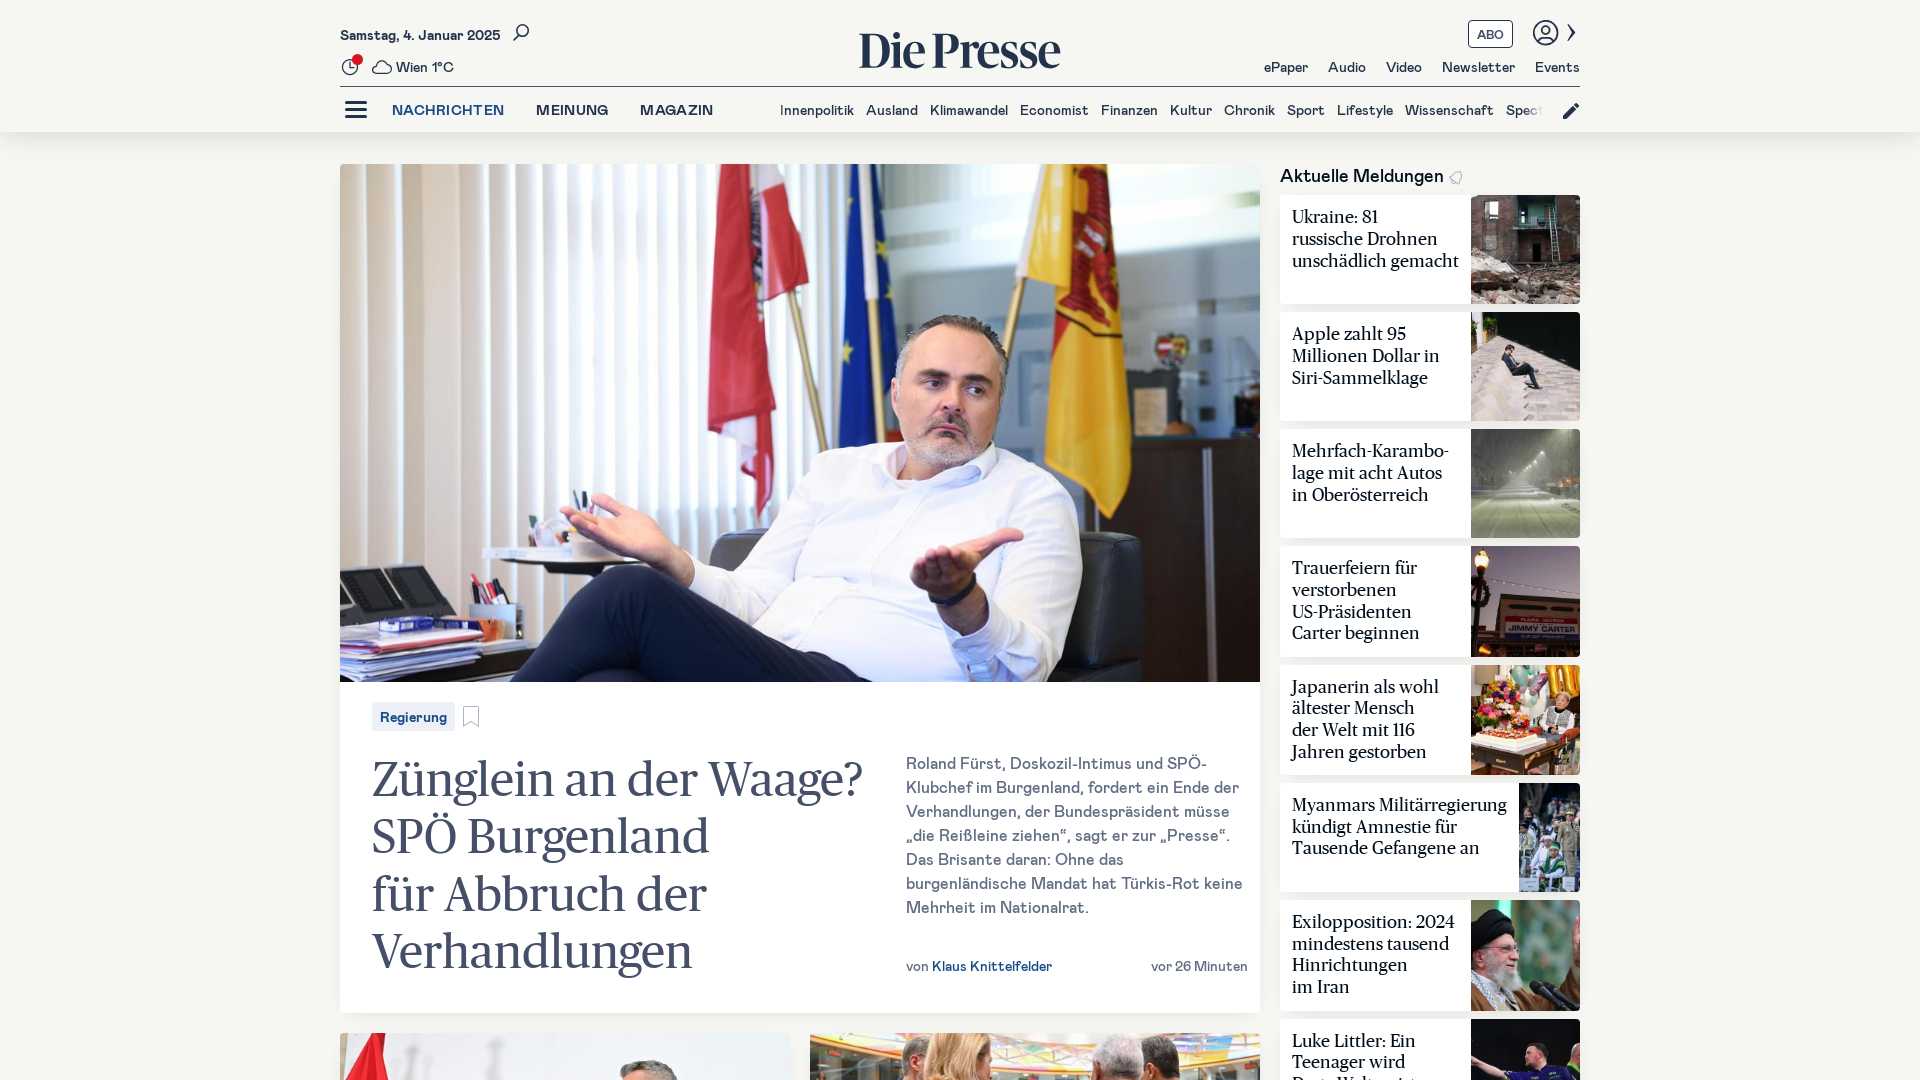 Samstag, 4. Januar 2025
Wien 1°C
Die Presse
ABO
ePaper Audio Video Newsletter Events
NACHRICHTEN MEINUNG MAGAZIN
Innenpolitik Ausland Klimawandel Economist Finanzen Kultur Chronik Sport Lifestyle Wissenschaft Spect
Regierung
Zünglein an der Waage?
SPÖ Burgenland
für Abbruch der
Verhandlungen
Roland Fürst, Doskozil-Intimus und SPÖ-
Klubchef im Burgenland, fordert ein Ende der
Verhandlungen, der Bundespräsident müsse
„die Reißleine ziehen“, sagt er zur „Presse“.
Das Brisante daran: Ohne das
burgenländische Mandat hat Türkis-Rot keine
Mehrheit im Nationalrat.
von Klaus Knittelfelder
vor 26 Minuten
Aktuelle Meldungen
Ukraine: 81
russische Drohnen
unschädlich gemacht
Apple zahlt 95
Millionen Dollar in
Siri-Sammelklage
Mehrfach-Karambo-
lage mit acht Autos
in Oberösterreich
Trauerfeiern für
verstorbenen
US-Präsidenten
Carter beginnen
JIMMY CARTER
Japanerin als wohl
ältester Mensch
der Welt mit 116
Jahren gestorben
Myanmars Militärregierung
kündigt Amnestie für
Tausende Gefangene an
Exilopposition: 2024
mindestens tausend
Hinrichtungen
im Iran
Luke Littler: Ein
Teenager wird